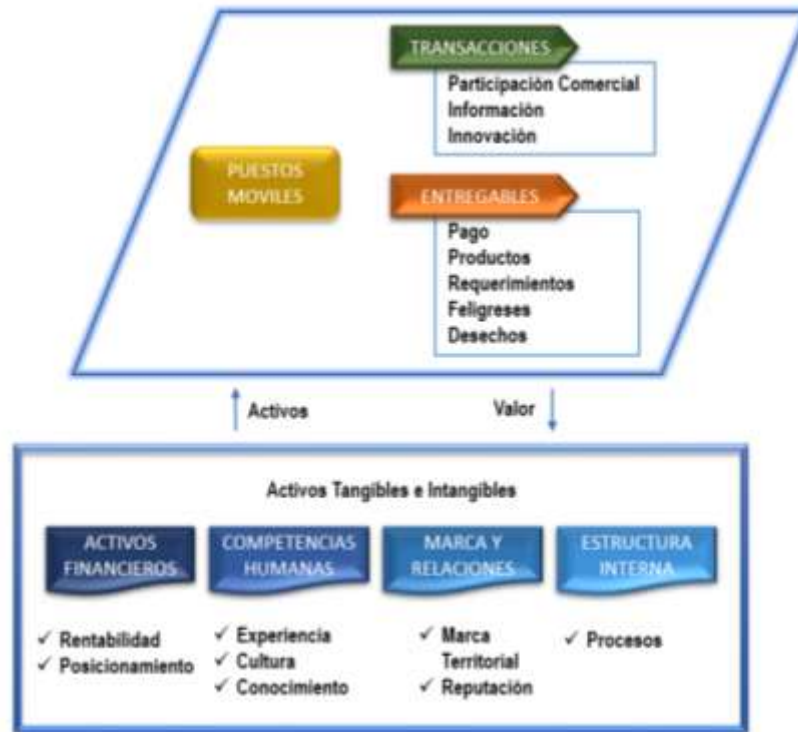 TRANSACCIONES
Participación Comercial
Información
Innovación
PUESTOS
MOVILES
ENTREGABLES
Pago
Productos
Requerimientos
Feligreses
Desechos
Activos
Valor
Activos Tangibles e Intangibles
ACTIVOS
FINANCIEROS
✓ Rentabilidad
✓ Posicionamiento
COMPETENCIAS
HUMANAS
✓ Experiencia
✓ Cultura
✓ Conocimiento
MARCA Y
RELACIONES
✓ Marca
Territorial
✓ Reputación
ESTRUCTURA
INTERNA
✓ Procesos